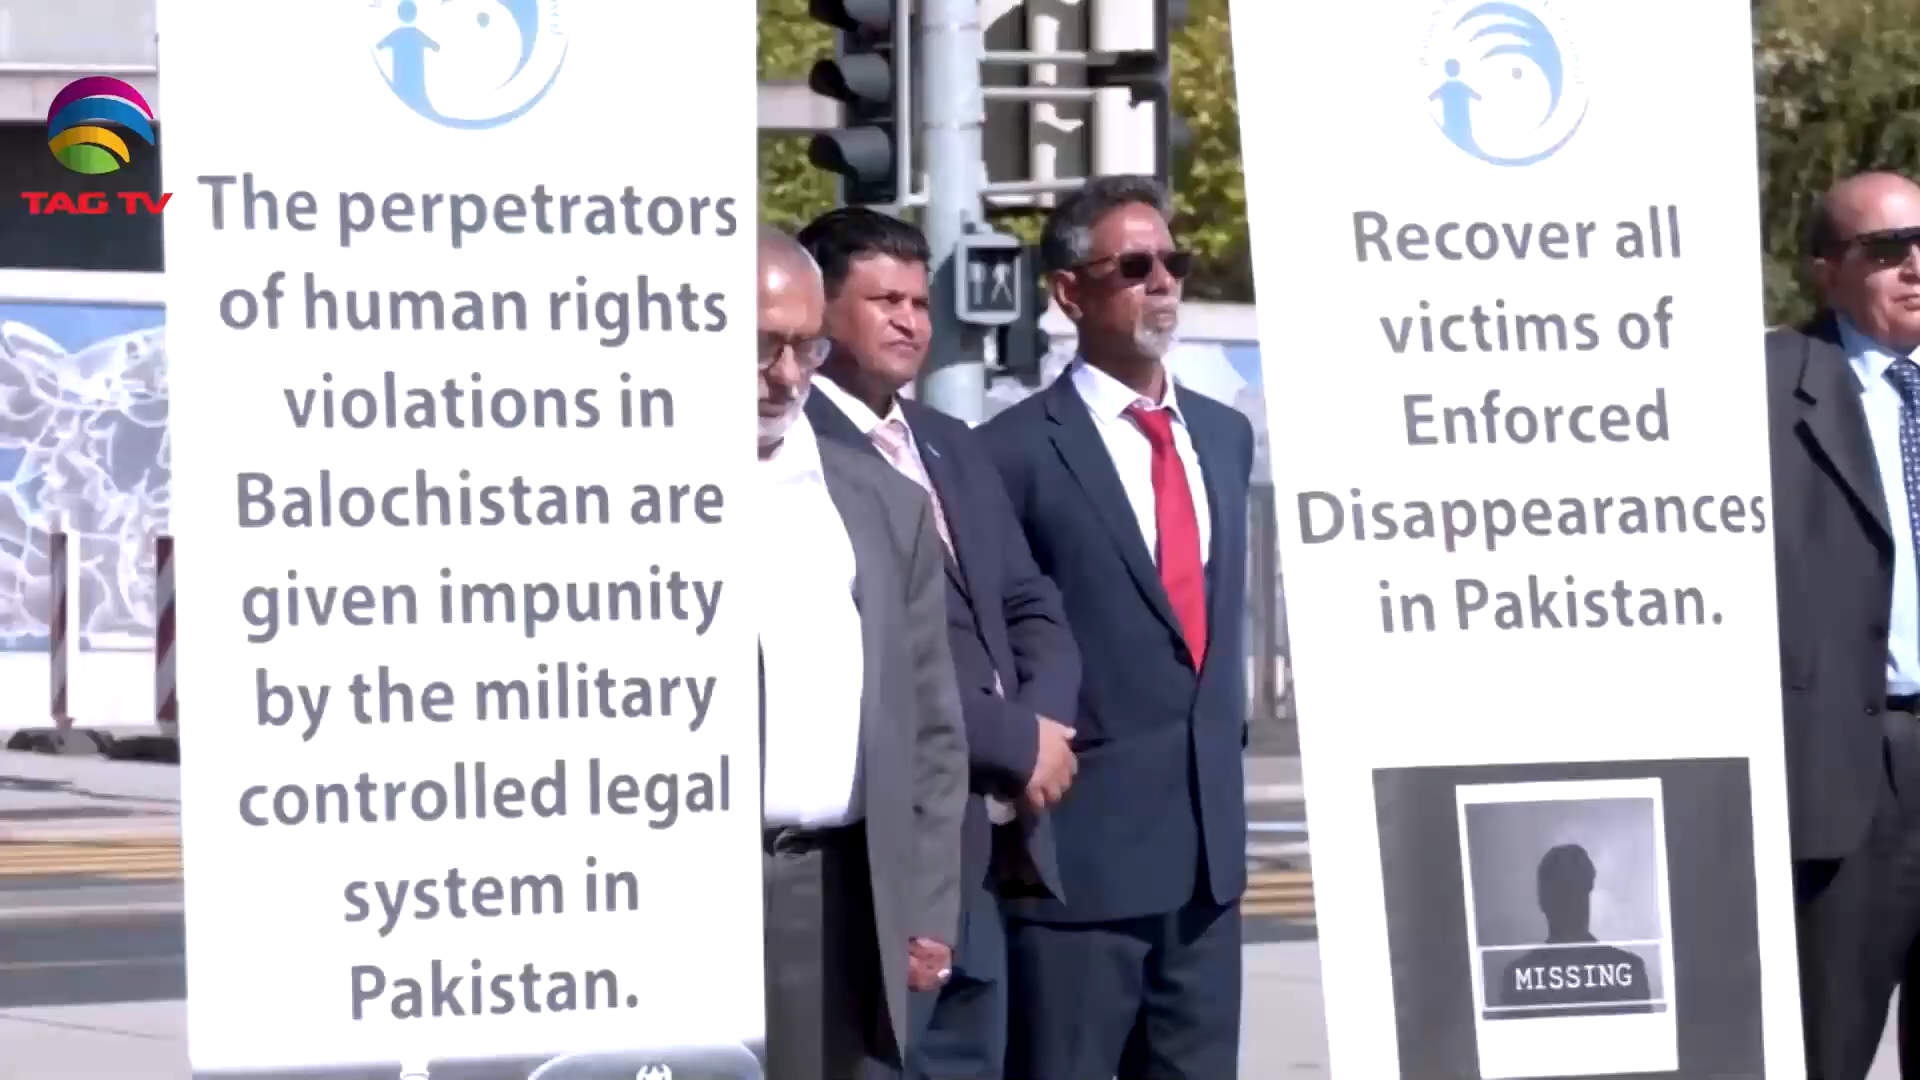 TAG TV
The perpetrators
of human rights
violations in
Balochistan are
given impunity
by the military
controlled legal
system in
Pakistan.
Recover all
victims of
Enforced
Disappearances
in Pakistan.
MISSING